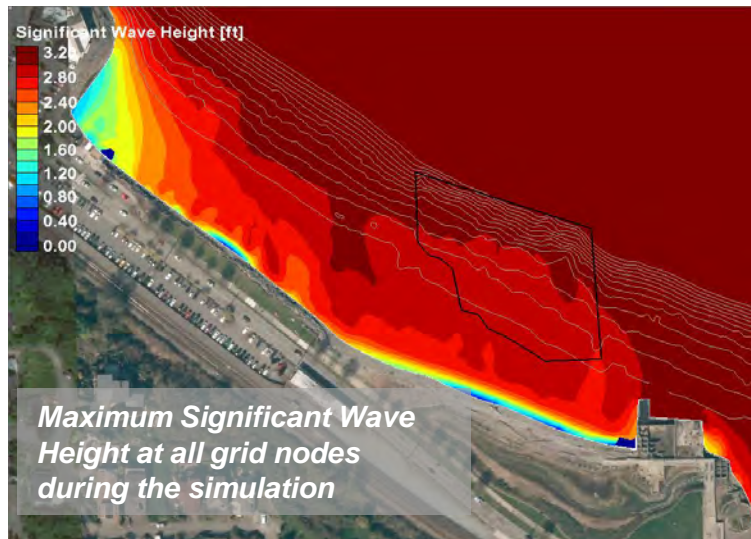 Significant Wave Height [ft]
3.20
2.80
2.40
2.00
1.60
1.20
0.80
0.40
0.00
Maximum Significant Wave
Height at all grid nodes
during the simulation